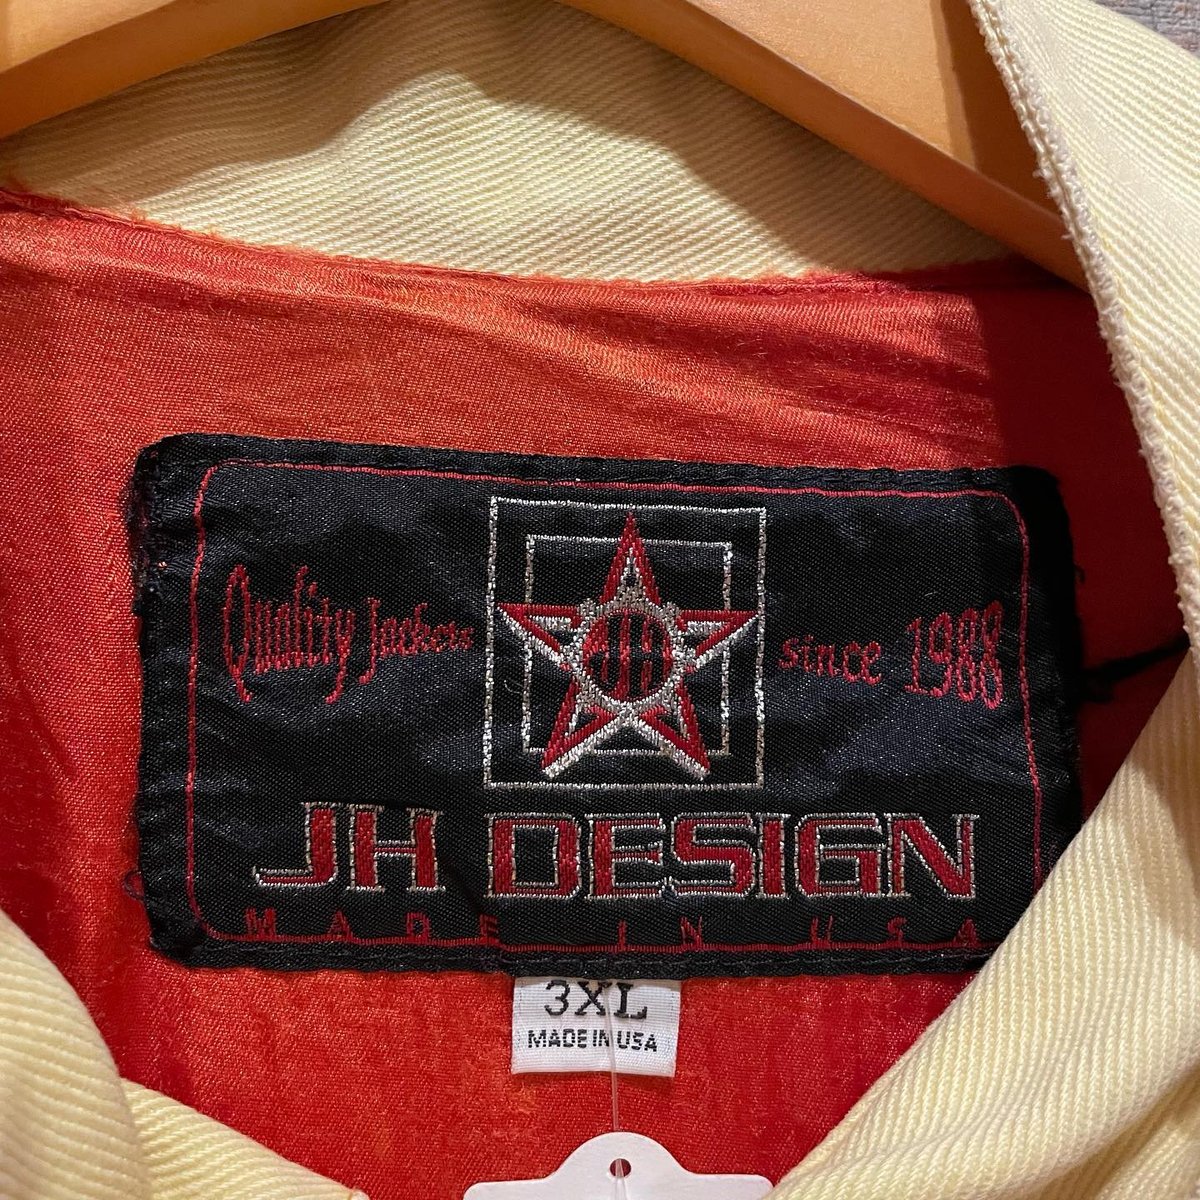 Quality Jackets since 1988
JH
JH DESIGN
MADE IN USA
3XL
MADE IN USA